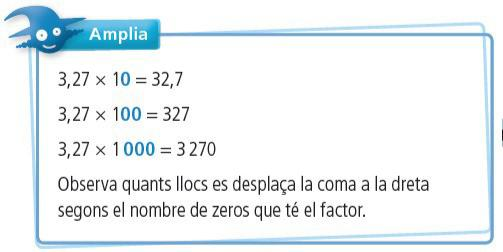 Amplia
3,27 × 10 = 32,7
3,27 × 100 = 327
3,27 × 1 000 = 3 270
Observa quants llocs es desplaça la coma a la dreta
segons el nombre de zeros que té el factor.